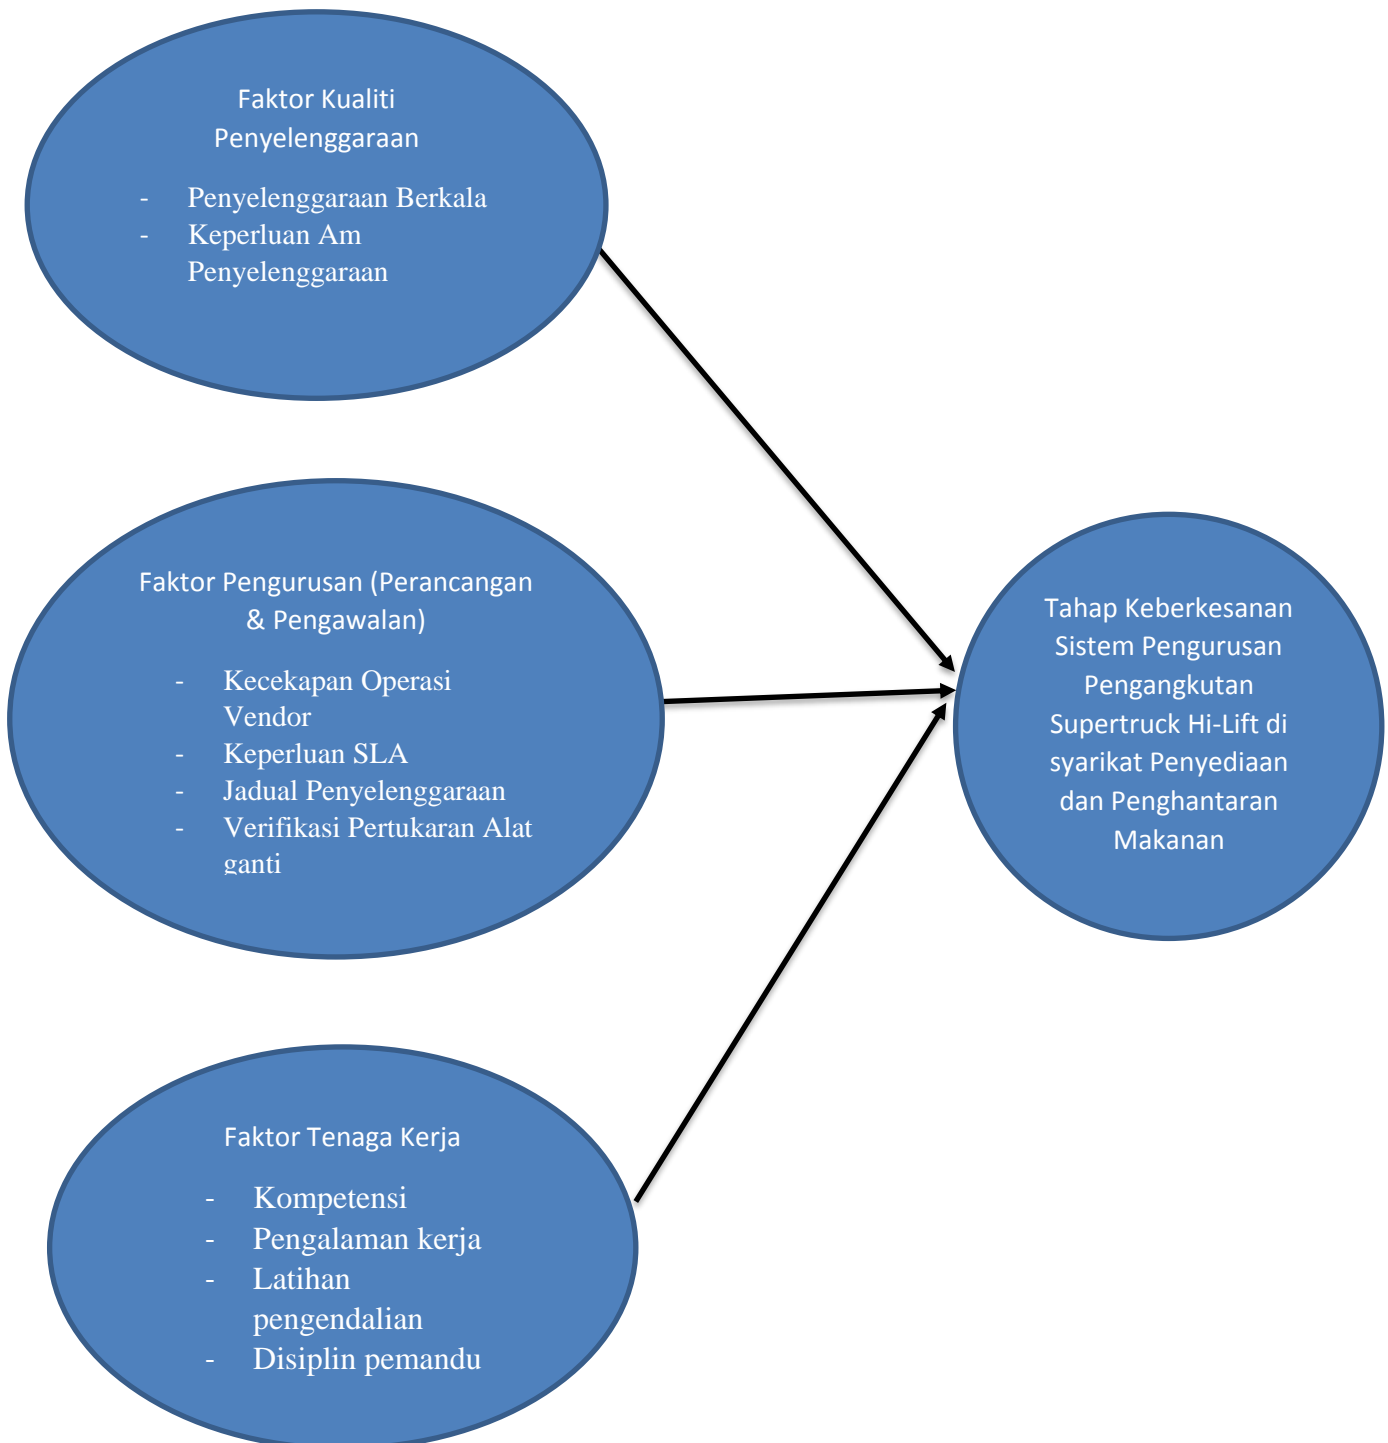 Faktor Kualiti
Penyelenggaraan
- Penyelenggaraan Berkala
- Keperluan Am
Penyelenggaraan
Faktor Pengurusan (Perancangan
& Pengawalan)
- Kecekapan Operasi
Vendor
- Keperluan SLA
- Jadual Penyelenggaraan
- Verifikasi Pertukaran Alat
ganti
Tahap Keberkesanan
Sistem Pengurusan
Pengangkutan
Supertruck Hi-Lift di
syarikat Penyediaan
dan Penghantaran
Makanan
Faktor Tenaga Kerja
- Kompetensi
- Pengalaman kerja
- Latihan
pengendalian
- Disiplin pemandu